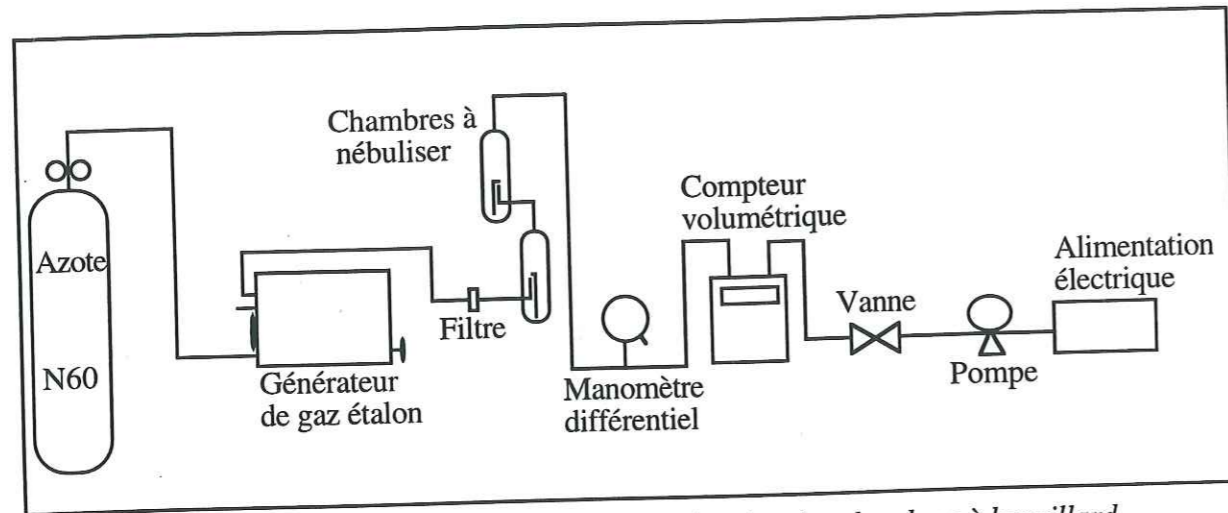 Chambres à
nébuliser
Compteur
volumétrique
Alimentation
électrique
Azote
N60
Filtre
Vanne
Pompe
Générateur
de gaz étalon
Manomètre
différentiel